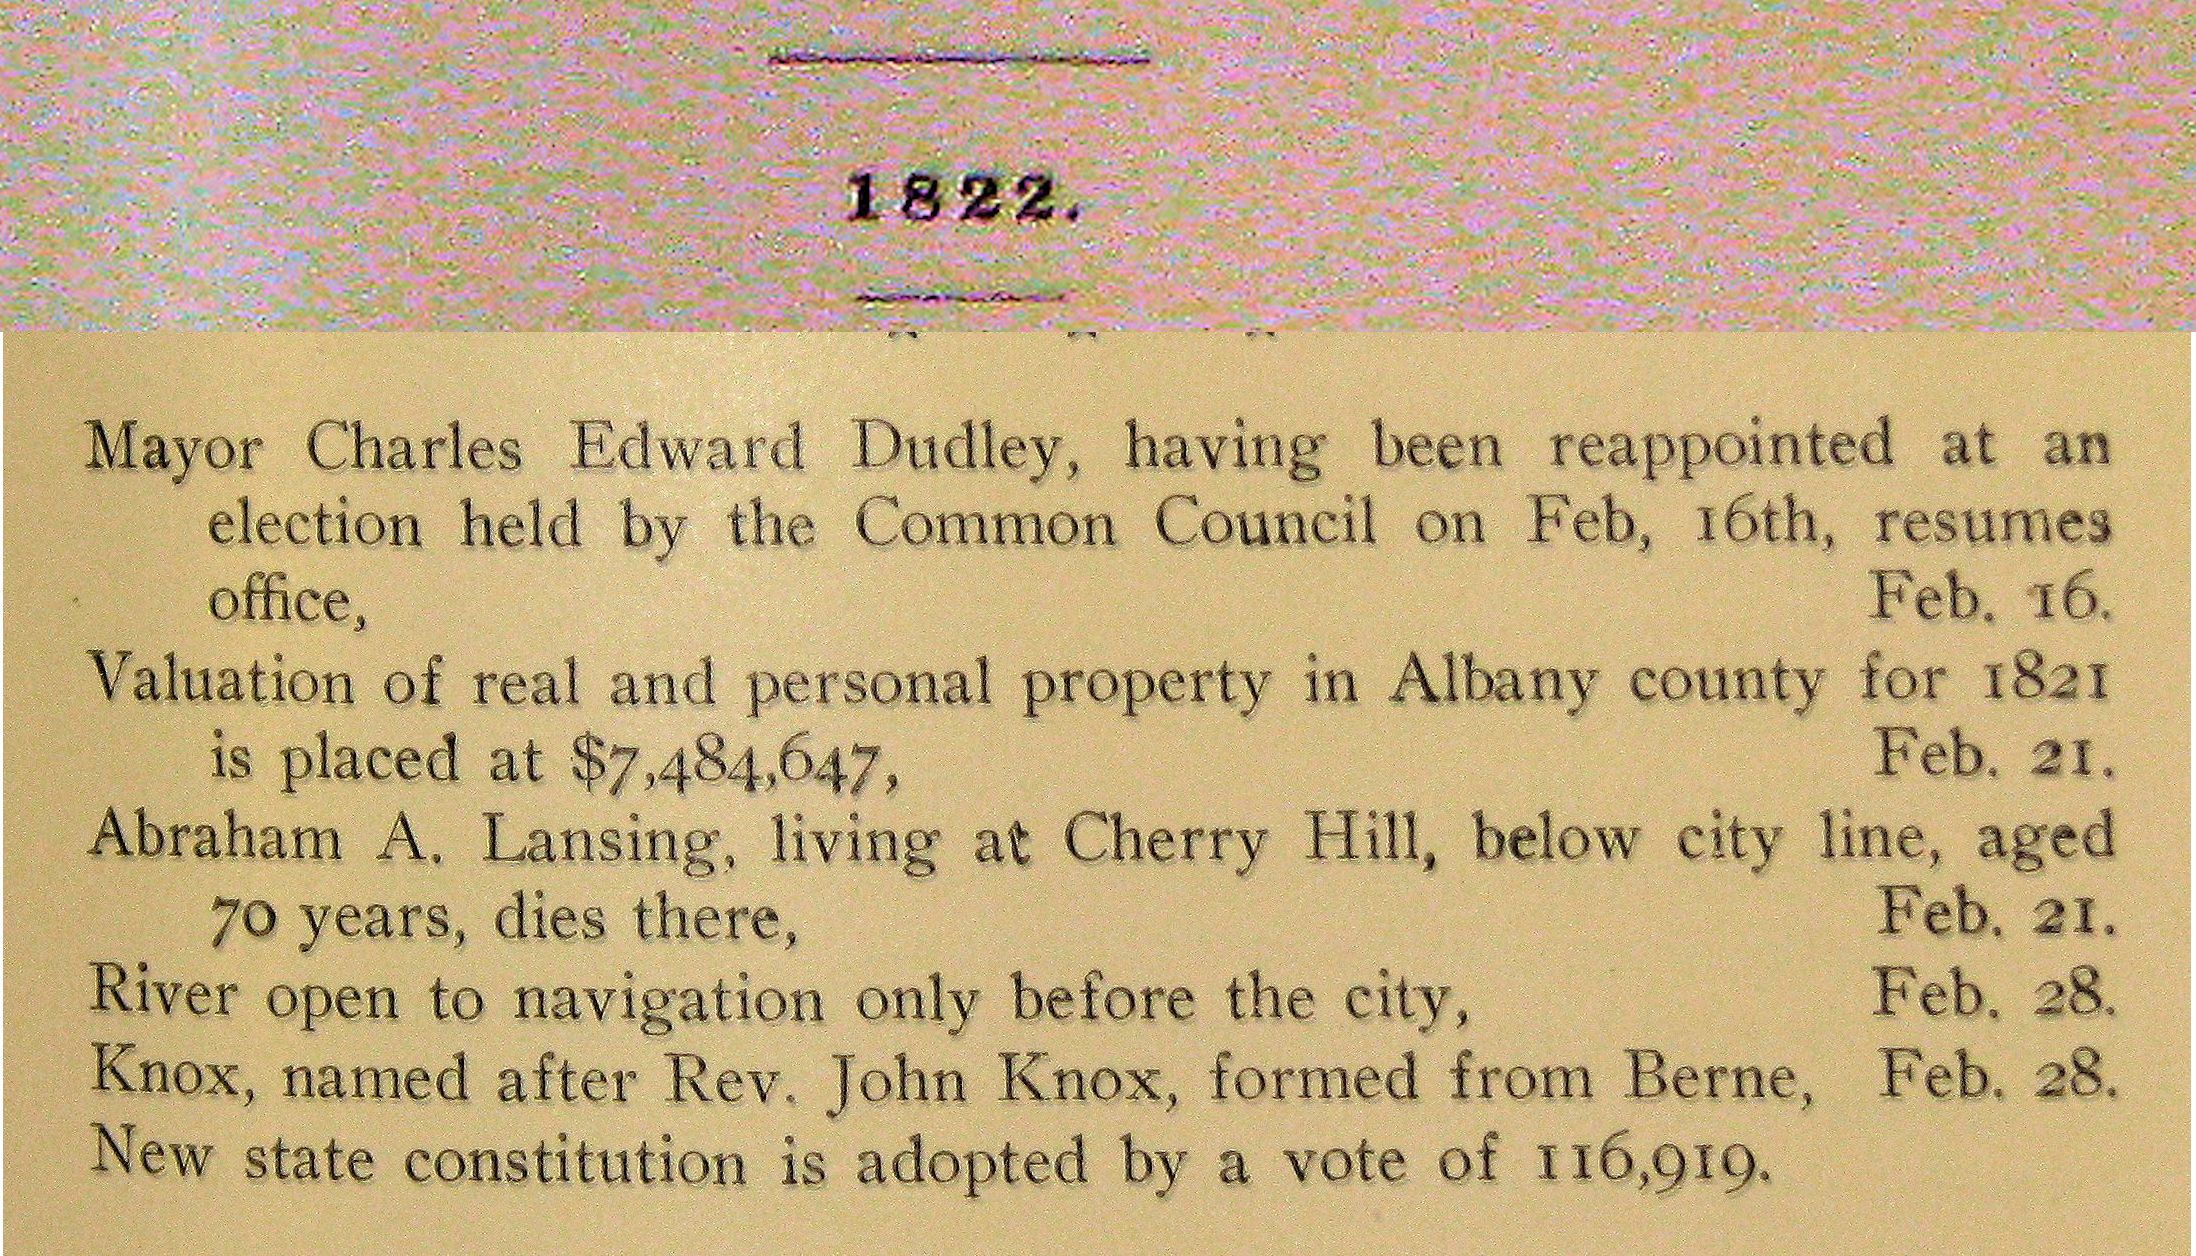 1822.
Mayor Charles Edward Dudley, having been reappointed at an
election held by the Common Council on Feb, 16th, resumes
office, Feb. 16.
Valuation of real and personal property in Albany county for 1821
is placed at $7,484,647, Feb. 21.
Abraham A. Lansing, living at Cherry Hill, below city line, aged
70 years, dies there, Feb. 21.
River open to navigation only before the city, Feb. 28.
Knox, named after Rev. John Knox, formed from Berne, Feb. 28.
New state constitution is adopted by a vote of 116,919.